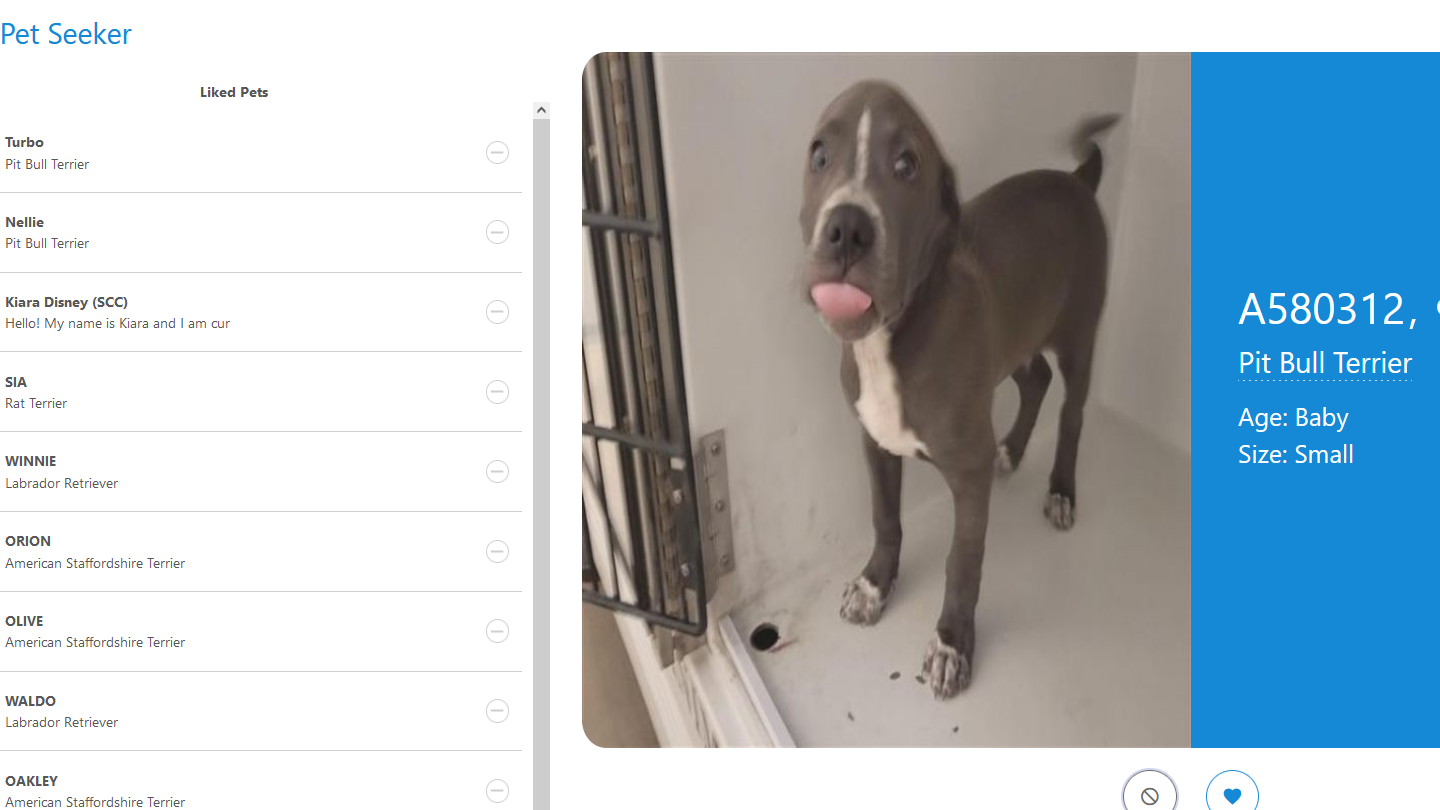 Pet Seeker
Liked Pets
Turbo
Pit Bull Terrier
Nellie
Pit Bull Terrier
Kiara Disney (SCC)
Hello! My name is Kiara and I am cur
SIA
Rat Terrier
WINNIE
Labrador Retriever
ORION
American Staffordshire Terrier
OLIVE
American Staffordshire Terrier
WALDO
Labrador Retriever
OAKLEY
American Staffordshire Terrier
A580312,
Pit Bull Terrier
Age: Baby
Size: Small